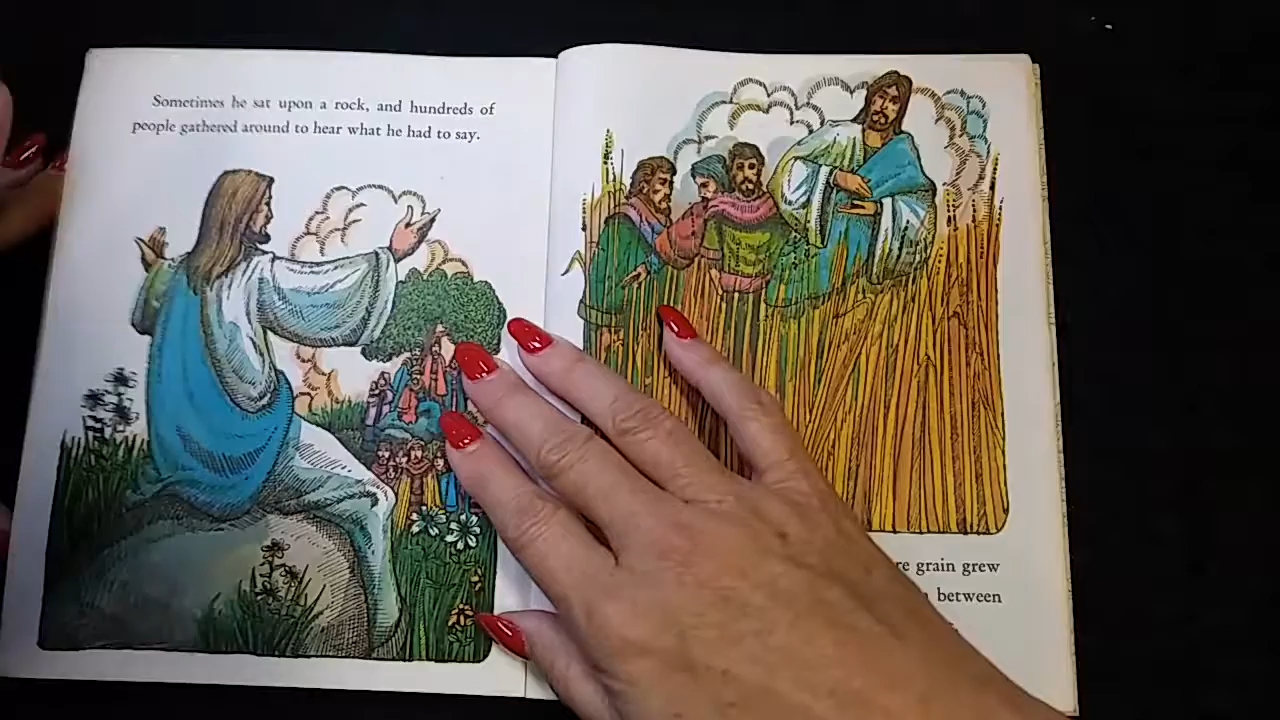 Sometimes he sat upon a rock, and hundreds of
people gathered around to hear what he had to say.
grain grew
between